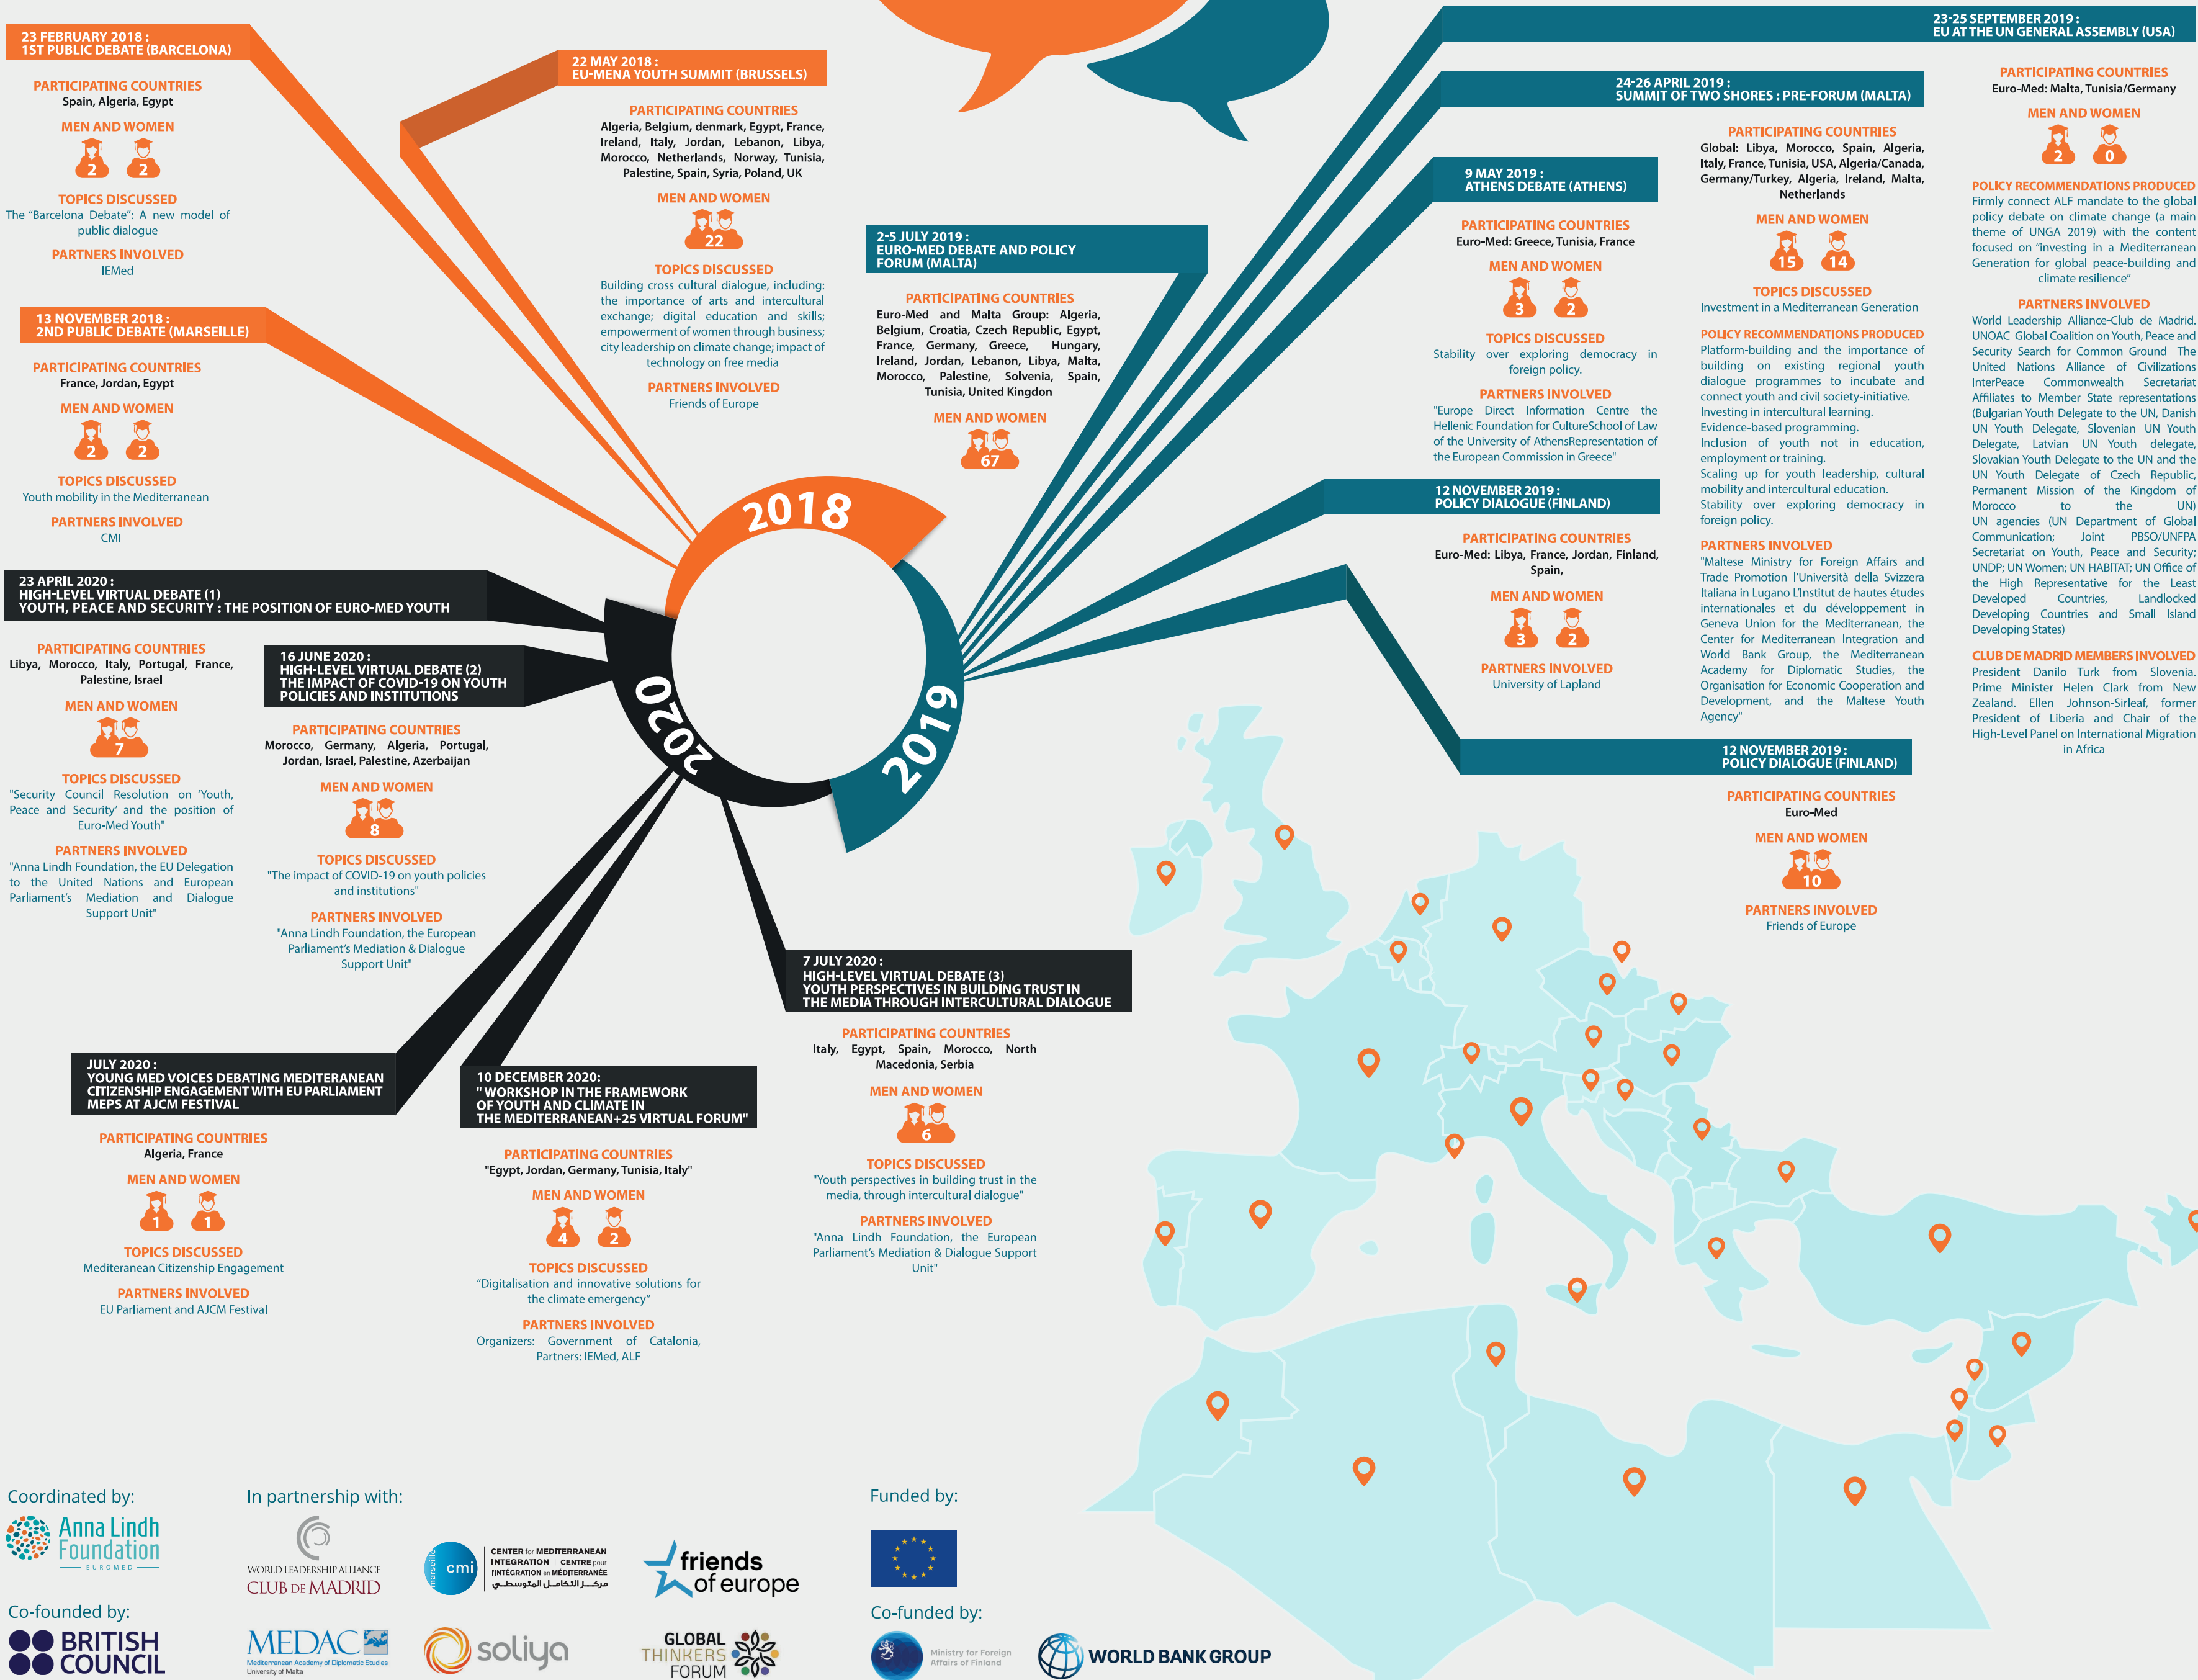 23 FEBRUARY 2018 :
1ST PUBLIC DEBATE (BARCELONA)
PARTICIPATING COUNTRIES
Spain, Algeria, Egypt
MEN AND WOMEN
2 2
TOPICS DISCUSSED
The “Barcelona Debate”: A new model of
public dialogue
PARTNERS INVOLVED
IEMed
13 NOVEMBER 2018 :
2ND PUBLIC DEBATE (MARSEILLE)
PARTICIPATING COUNTRIES
France, Jordan, Egypt
MEN AND WOMEN
2 2
TOPICS DISCUSSED
Youth mobility in the Mediterranean
PARTNERS INVOLVED
CMI
22 MAY 2018 :
EU-MENA YOUTH SUMMIT (BRUSSELS)
PARTICIPATING COUNTRIES
Algeria, Belgium, denmark, Egypt, France,
Ireland, Italy, Jordan, Lebanon, Libya,
Morocco, Netherlands, Norway, Tunisia,
Palestine, Spain, Syria, Poland, UK
MEN AND WOMEN
22
TOPICS DISCUSSED
Building cross cultural dialogue, including:
the importance of arts and intercultural
exchange; digital education and skills;
empowerment of women through business;
city leadership on climate change; impact of
technology on free media
PARTNERS INVOLVED
Friends of Europe
2-5 JULY 2019 :
EURO-MED DEBATE AND POLICY
FORUM (MALTA)
PARTICIPATING COUNTRIES
Euro-Med and Malta Group: Algeria,
Belgium, Croatia, Czech Republic, Egypt,
France, Germany, Greece, Hungary,
Ireland, Jordan, Lebanon, Libya, Malta,
Morocco, Palestine, Solvenia, Spain,
Tunisia, United Kingdon
MEN AND WOMEN
67
9 MAY 2019 :
ATHENS DEBATE (ATHENS)
PARTICIPATING COUNTRIES
Euro-Med: Greece, Tunisia, France
MEN AND WOMEN
3 2
TOPICS DISCUSSED
Stability over exploring democracy in
foreign policy.
PARTNERS INVOLVED
"Europe Direct Information Centre the
Hellenic Foundation for CultureSchool of Law
of the University of AthensRepresentation of
the European Commission in Greece"
12 NOVEMBER 2019 :
POLICY DIALOGUE (FINLAND)
PARTICIPATING COUNTRIES
Euro-Med: Libya, France, Jordan, Finland,
Spain,
MEN AND WOMEN
3 2
PARTNERS INVOLVED
University of Lapland
24-26 APRIL 2019 :
SUMMIT OF TWO SHORES : PRE-FORUM (MALTA)
PARTICIPATING COUNTRIES
Global: Libya, Morocco, Spain, Algeria,
Italy, France, Tunisia, USA, Algeria/Canada,
Germany/Turkey, Algeria, Ireland, Malta,
Netherlands
MEN AND WOMEN
15 14
TOPICS DISCUSSED
Investment in a Mediterranean Generation
POLICY RECOMMENDATIONS PRODUCED
Platform-building and the importance of
building on existing regional youth
dialogue programmes to incubate and
connect youth and civil society-initiative.
Investing in intercultural learning.
Evidence-based programming.
Inclusion of youth not in education,
employment or training.
Scaling up for youth leadership, cultural
mobility and intercultural education.
Stability over exploring democracy in
foreign policy.
PARTNERS INVOLVED
"Maltese Ministry for Foreign Affairs and
Trade Promotion l'Università della Svizzera
Italiana in Lugano L'Institut de hautes études
internationales et du développement in
Geneva Union for the Mediterranean, the
Center for Mediterranean Integration and
World Bank Group, the Mediterranean
Academy for Diplomatic Studies, the
Organisation for Economic Cooperation and
Development, and the Maltese Youth
Agency"
12 NOVEMBER 2019 :
POLICY DIALOGUE (FINLAND)
PARTICIPATING COUNTRIES
Euro-Med
MEN AND WOMEN
10
PARTNERS INVOLVED
Friends of Europe
23-25 SEPTEMBER 2019 :
EU AT THE UN GENERAL ASSEMBLY (USA)
PARTICIPATING COUNTRIES
Euro-Med: Malta, Tunisia/Germany
MEN AND WOMEN
2 0
POLICY RECOMMENDATIONS PRODUCED
Firmly connect ALF mandate to the global
policy debate on climate change (a main
theme of UNGA 2019) with the content
focused on “investing in a Mediterranean
Generation for global peace-building and
climate resilience”
PARTNERS INVOLVED
World Leadership Alliance-Club de Madrid.
UNOAC Global Coalition on Youth, Peace and
Security Search for Common Ground The
United Nations Alliance of Civilizations
InterPeace Commonwealth Secretariat
Affiliates to Member State representations
(Bulgarian Youth Delegate to the UN, Danish
UN Youth Delegate, Slovenian UN Youth
Delegate, Latvian UN Youth delegate,
Slovakian Youth Delegate to the UN and the
UN Youth Delegate of Czech Republic,
Permanent Mission of the Kingdom of
Morocco to the UN)
UN agencies (UN Department of Global
Communication; Joint PBSO/UNFPA
Secretariat on Youth, Peace and Security;
UNDP; UN Women; UN HABITAT; UN Office of
the High Representative for the Least
Developed Countries, Landlocked
Developing Countries and Small Island
Developing States)
CLUB DE MADRID MEMBERS INVOLVED
President Danilo Turk from Slovenia.
Prime Minister Helen Clark from New
Zealand. Ellen Johnson-Sirleaf, former
President of Liberia and Chair of the
High-Level Panel on International Migration
in Africa
2018
2019
2020
23 APRIL 2020 :
HIGH-LEVEL VIRTUAL DEBATE (1)
YOUTH, PEACE AND SECURITY : THE POSITION OF EURO-MED YOUTH
PARTICIPATING COUNTRIES
Libya, Morocco, Italy, Portugal, France,
Palestine, Israel
MEN AND WOMEN
7
TOPICS DISCUSSED
"Security Council Resolution on ‘Youth,
Peace and Security’ and the position of
Euro-Med Youth"
PARTNERS INVOLVED
"Anna Lindh Foundation, the EU Delegation
to the United Nations and European
Parliament's Mediation and Dialogue
Support Unit"
16 JUNE 2020 :
HIGH-LEVEL VIRTUAL DEBATE (2)
THE IMPACT OF COVID-19 ON YOUTH
POLICIES AND INSTITUTIONS
PARTICIPATING COUNTRIES
Morocco, Germany, Algeria, Portugal,
Jordan, Israel, Palestine, Azerbaijan
MEN AND WOMEN
8
TOPICS DISCUSSED
"The impact of COVID-19 on youth policies
and institutions"
PARTNERS INVOLVED
"Anna Lindh Foundation, the European
Parliament's Mediation & Dialogue
Support Unit"
JULY 2020 :
YOUNG MED VOICES DEBATING MEDITERANEAN
CITIZENSHIP ENGAGEMENT WITH EU PARLIAMENT
MEPS AT AJCM FESTIVAL
PARTICIPATING COUNTRIES
Algeria, France
MEN AND WOMEN
1 1
TOPICS DISCUSSED
Mediteranean Citizenship Engagement
PARTNERS INVOLVED
EU Parliament and AJCM Festival
10 DECEMBER 2020:
" WORKSHOP IN THE FRAMEWORK
OF YOUTH AND CLIMATE IN
THE MEDITERRANEAN+25 VIRTUAL FORUM"
PARTICIPATING COUNTRIES
"Egypt, Jordan, Germany, Tunisia, Italy"
MEN AND WOMEN
4 2
TOPICS DISCUSSED
“Digitalisation and innovative solutions for
the climate emergency”
PARTNERS INVOLVED
Organizers: Government of Catalonia,
Partners: IEMed, ALF
7 JULY 2020 :
HIGH-LEVEL VIRTUAL DEBATE (3)
YOUTH PERSPECTIVES IN BUILDING TRUST IN
THE MEDIA THROUGH INTERCULTURAL DIALOGUE
PARTICIPATING COUNTRIES
Italy, Egypt, Spain, Morocco, North
Macedonia, Serbia
MEN AND WOMEN
6
TOPICS DISCUSSED
"Youth perspectives in building trust in the
media, through intercultural dialogue"
PARTNERS INVOLVED
"Anna Lindh Foundation, the European
Parliament's Mediation & Dialogue Support
Unit"
Coordinated by:
Anna Lindh
Foundation
EUROMED
Co-founded by:
BRITISH
COUNCIL
In partnership with:
WORLD LEADERSHIP ALLIANCE
CLUB DE MADRID
marseille
cmi
CENTER for MEDITERRANEAN
INTEGRATION | CENTRE pour
l'INTÉGRATION en MÉDITERRANÉE
مركز التكامل المتوسطي
friends
of europe
MEDAC
Mediterranean Academy of Diplomatic Studies
University of Malta
soliya
GLOBAL
THINKERS
FORUM
Funded by:
Co-funded by:
Ministry for Foreign
Affairs of Finland
WORLD BANK GROUP